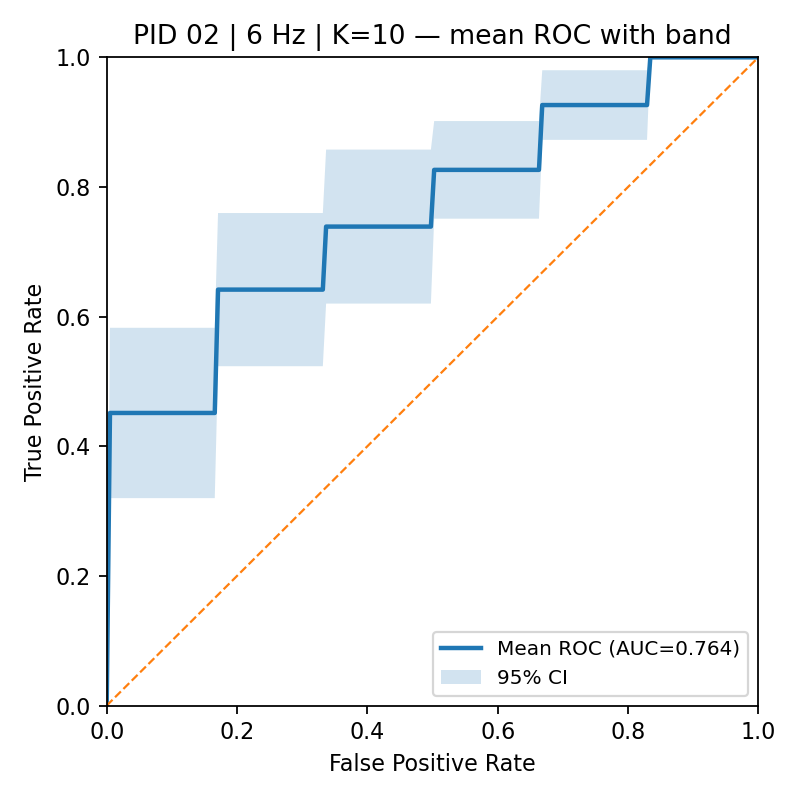 PID 02 | 6 Hz | K=10 — mean ROC with band
1.0
0.8
0.6
0.4
0.2
0.0
True Positive Rate
0.0 0.2 0.4 0.6 0.8 1.0
False Positive Rate
Mean ROC (AUC=0.764)
95% CI